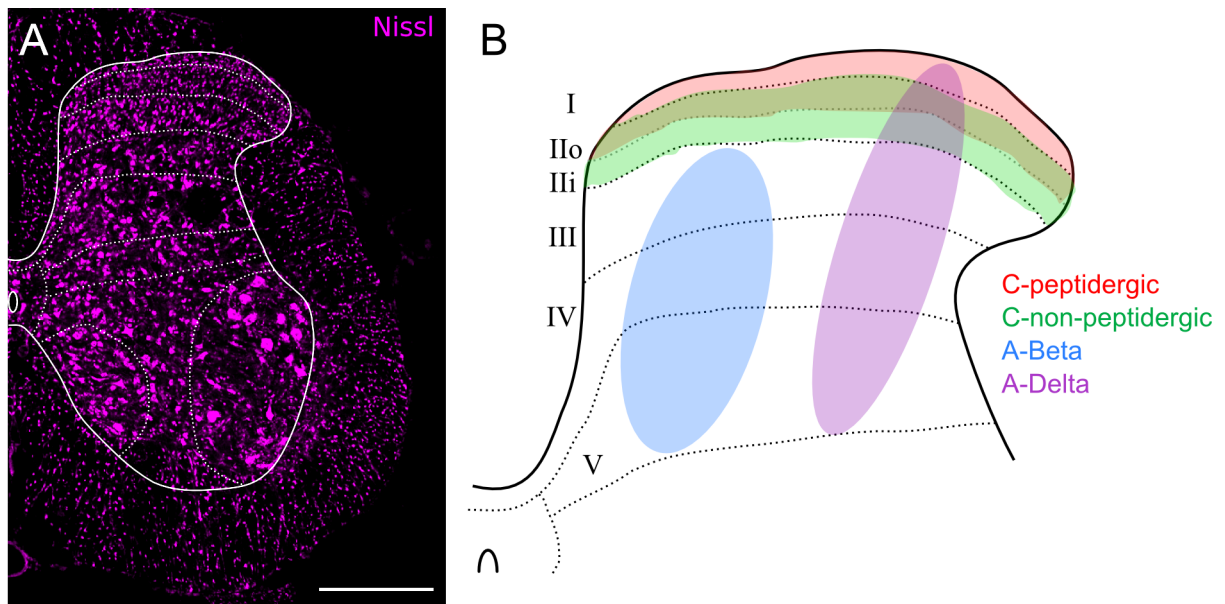 A
Nissl
B
I
IIo
IIi
III
IV
V
C-peptidergic
C-non-peptidergic
A-Beta
A-Delta